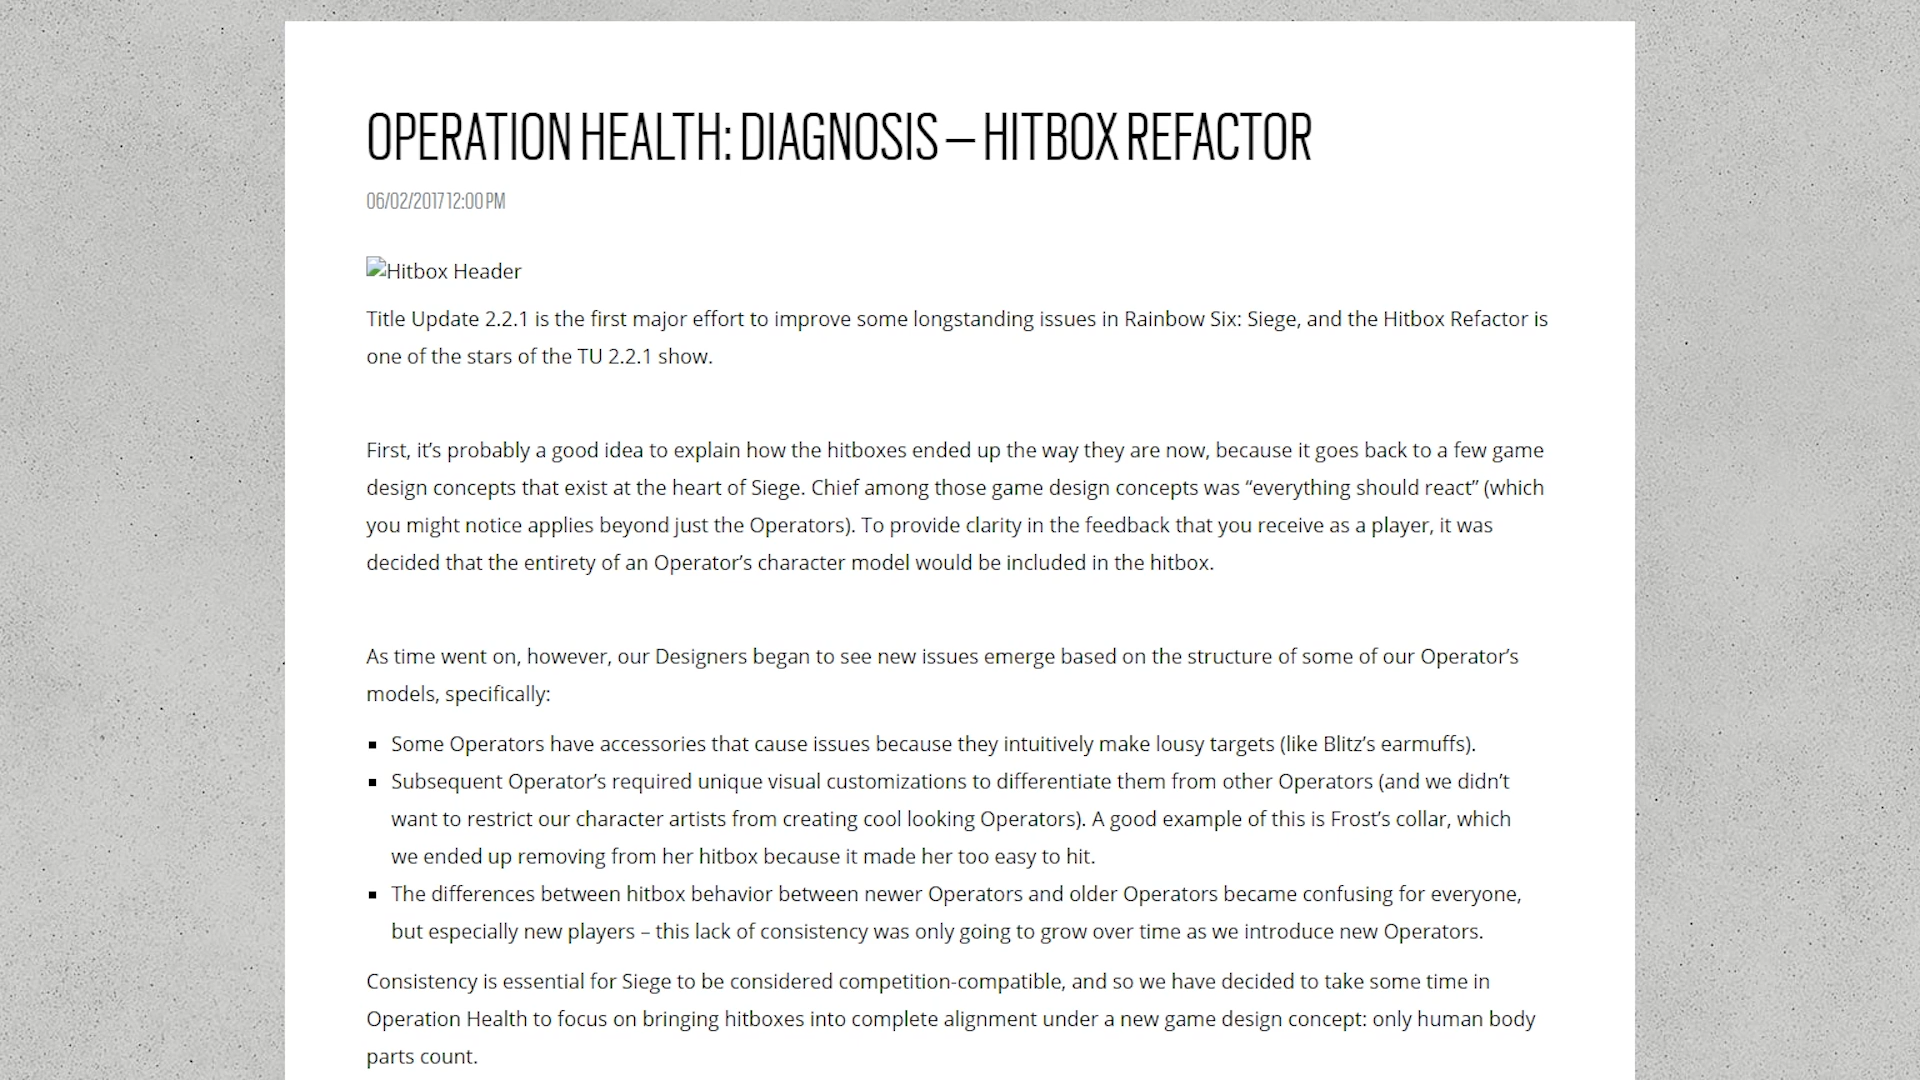 OPERATION HEALTH: DIAGNOSIS – HITBOX REFACTOR
06/02/2017 12:00 PM
Hitbox Header
Title Update 2.2.1 is the first major effort to improve some longstanding issues in Rainbow Six: Siege, and the Hitbox Refactor is
one of the stars of the TU 2.2.1 show.
First, it’s probably a good idea to explain how the hitboxes ended up the way they are now, because it goes back to a few game
design concepts that exist at the heart of Siege. Chief among those game design concepts was “everything should react” (which
you might notice applies beyond just the Operators). To provide clarity in the feedback that you receive as a player, it was
decided that the entirety of an Operator’s character model would be included in the hitbox.
As time went on, however, our Designers began to see new issues emerge based on the structure of some of our Operator’s
models, specifically:
▪ Some Operators have accessories that cause issues because they intuitively make lousy targets (like Blitz’s earmuffs).
▪ Subsequent Operator’s required unique visual customizations to differentiate them from other Operators (and we didn’t
want to restrict our character artists from creating cool looking Operators). A good example of this is Frost’s collar, which
we ended up removing from her hitbox because it made her too easy to hit.
▪ The differences between hitbox behavior between newer Operators and older Operators became confusing for everyone,
but especially new players – this lack of consistency was only going to grow over time as we introduce new Operators.
Consistency is essential for Siege to be considered competition-compatible, and so we have decided to take some time in
Operation Health to focus on bringing hitboxes into complete alignment under a new game design concept: only human body
parts count.